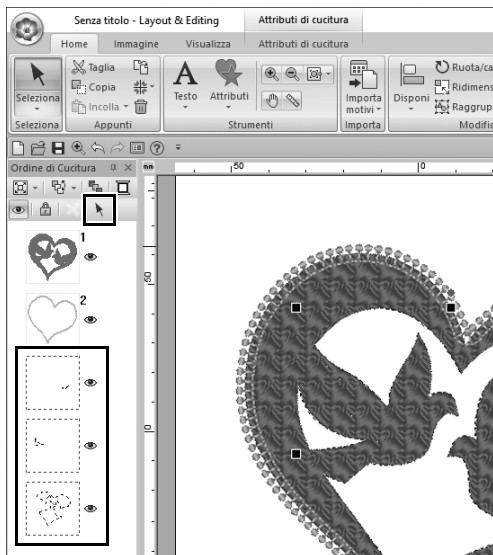 Senza titolo - Layout & Editing
Attributi di cucitura
Home Immagine Visualizza Attributi di cucitura
Seleziona
Taglia
Copia
Incolla
Testo
Attributi
Importa
motivi
Disponi
Ruota/ca
Ridimens
Raggrup
Seleziona Appunti Strumenti Importa Modific
Ordine di Cucitura
mm
50
0
1
2
50
0